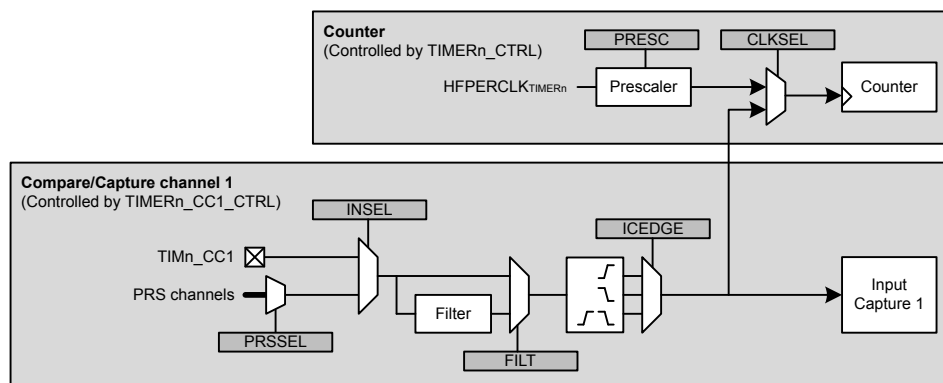 Counter
(Controlled by TIMERn_CTRL)
PRESC
CLKSEL
HFPERCLKTIMERn
Prescaler
Counter
Compare/Capture channel 1
(Controlled by TIMERn_CC1_CTRL)
INSEL
ICEDGE
TIMn_CC1
PRS channels
Filter
Input
Capture 1
PRSSEL
FILT